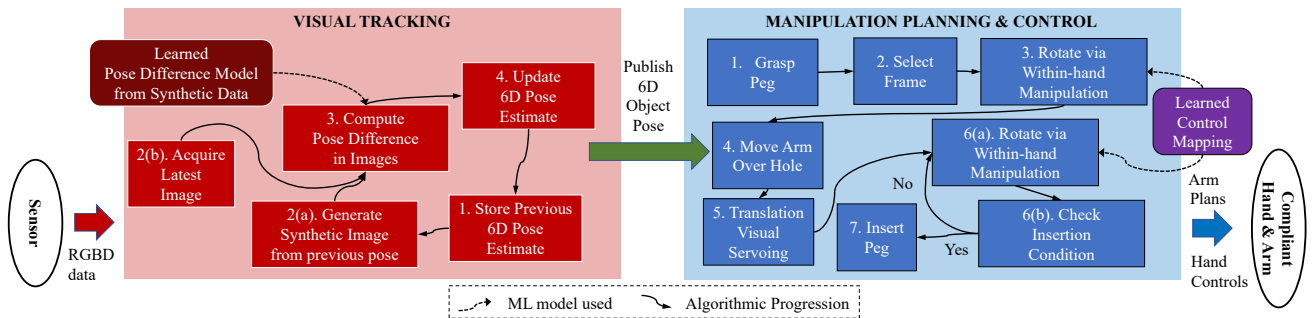 VISUAL TRACKING
Learned
Pose Difference Model
from Synthetic Data
4. Update
6D Pose
Estimate
3. Compute
Pose Difference
in Images
2(b). Acquire
Latest
Image
2(a). Generate
Synthetic Image
from previous pose
1. Store Previous
6D Pose
Estimate
Sensor
RGBD
data
Publish
6D
Object
Pose
MANIPULATION PLANNING & CONTROL
1. Grasp
Peg
2. Select
Frame
3. Rotate via
Within-hand
Manipulation
Learned
Control
Mapping
4. Move Arm
Over Hole
6(a). Rotate via
Within-hand
Manipulation
No
5. Translation
Visual
Servoing
7. Insert
Peg
Yes
6(b). Check
Insertion
Condition
Arm
Plans
Hand
Controls
Compliant
Hand & Arm
ML model used
Algorithmic Progression